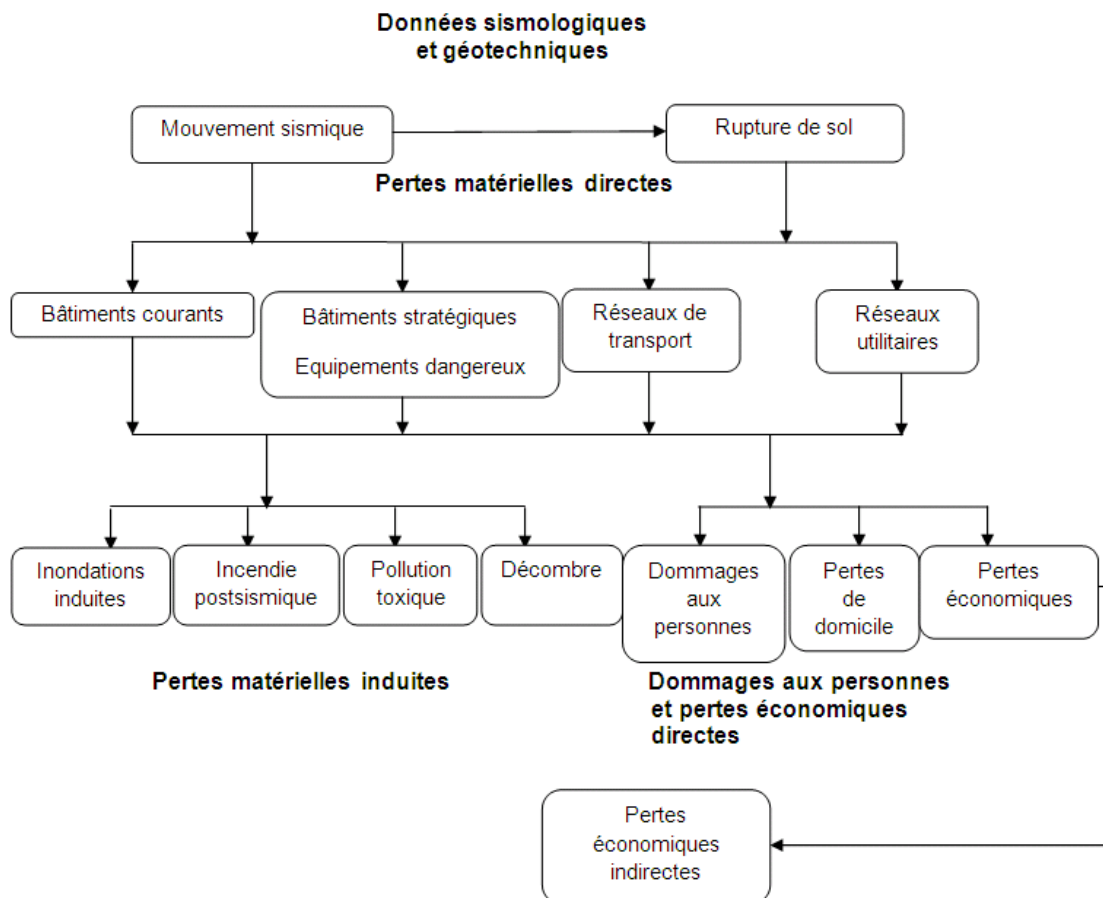 Données sismologiques
et géotechniques
Mouvement sismique
Rupture de sol
Pertes matérielles directes
Bâtiments courants
Bâtiments stratégiques
Equipements dangereux
Réseaux de
transport
Réseaux
utilitaires
Inondations
induites
Incendie
postsismique
Pollution
toxique
Décombre
Dommages
aux
personnes
Pertes
de
domicile
Pertes
économiques
Pertes matérielles induites
Dommages aux personnes
et pertes économiques
directes
Pertes
économiques
indirectes